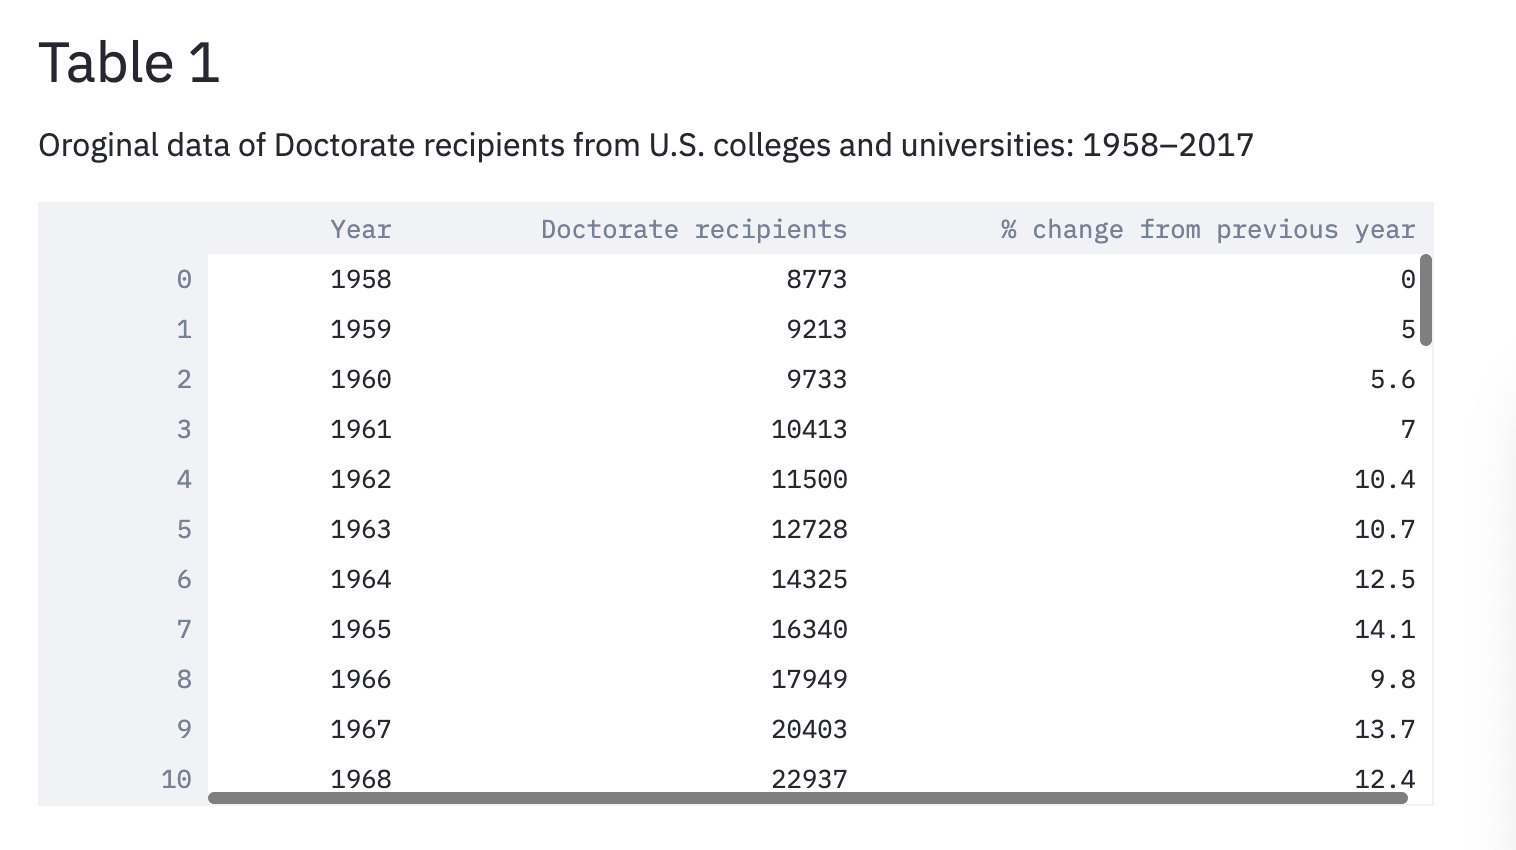 Table 1
Oroginal data of Doctorate recipients from U.S. colleges and universities: 1958–2017
Year Doctorate recipients % change from previous year
0 1958 8773 0
1 1959 9213 5
2 1960 9733 5.6
3 1961 10413 7
4 1962 11500 10.4
5 1963 12728 10.7
6 1964 14325 12.5
7 1965 16340 14.1
8 1966 17949 9.8
9 1967 20403 13.7
10 1968 22937 12.4